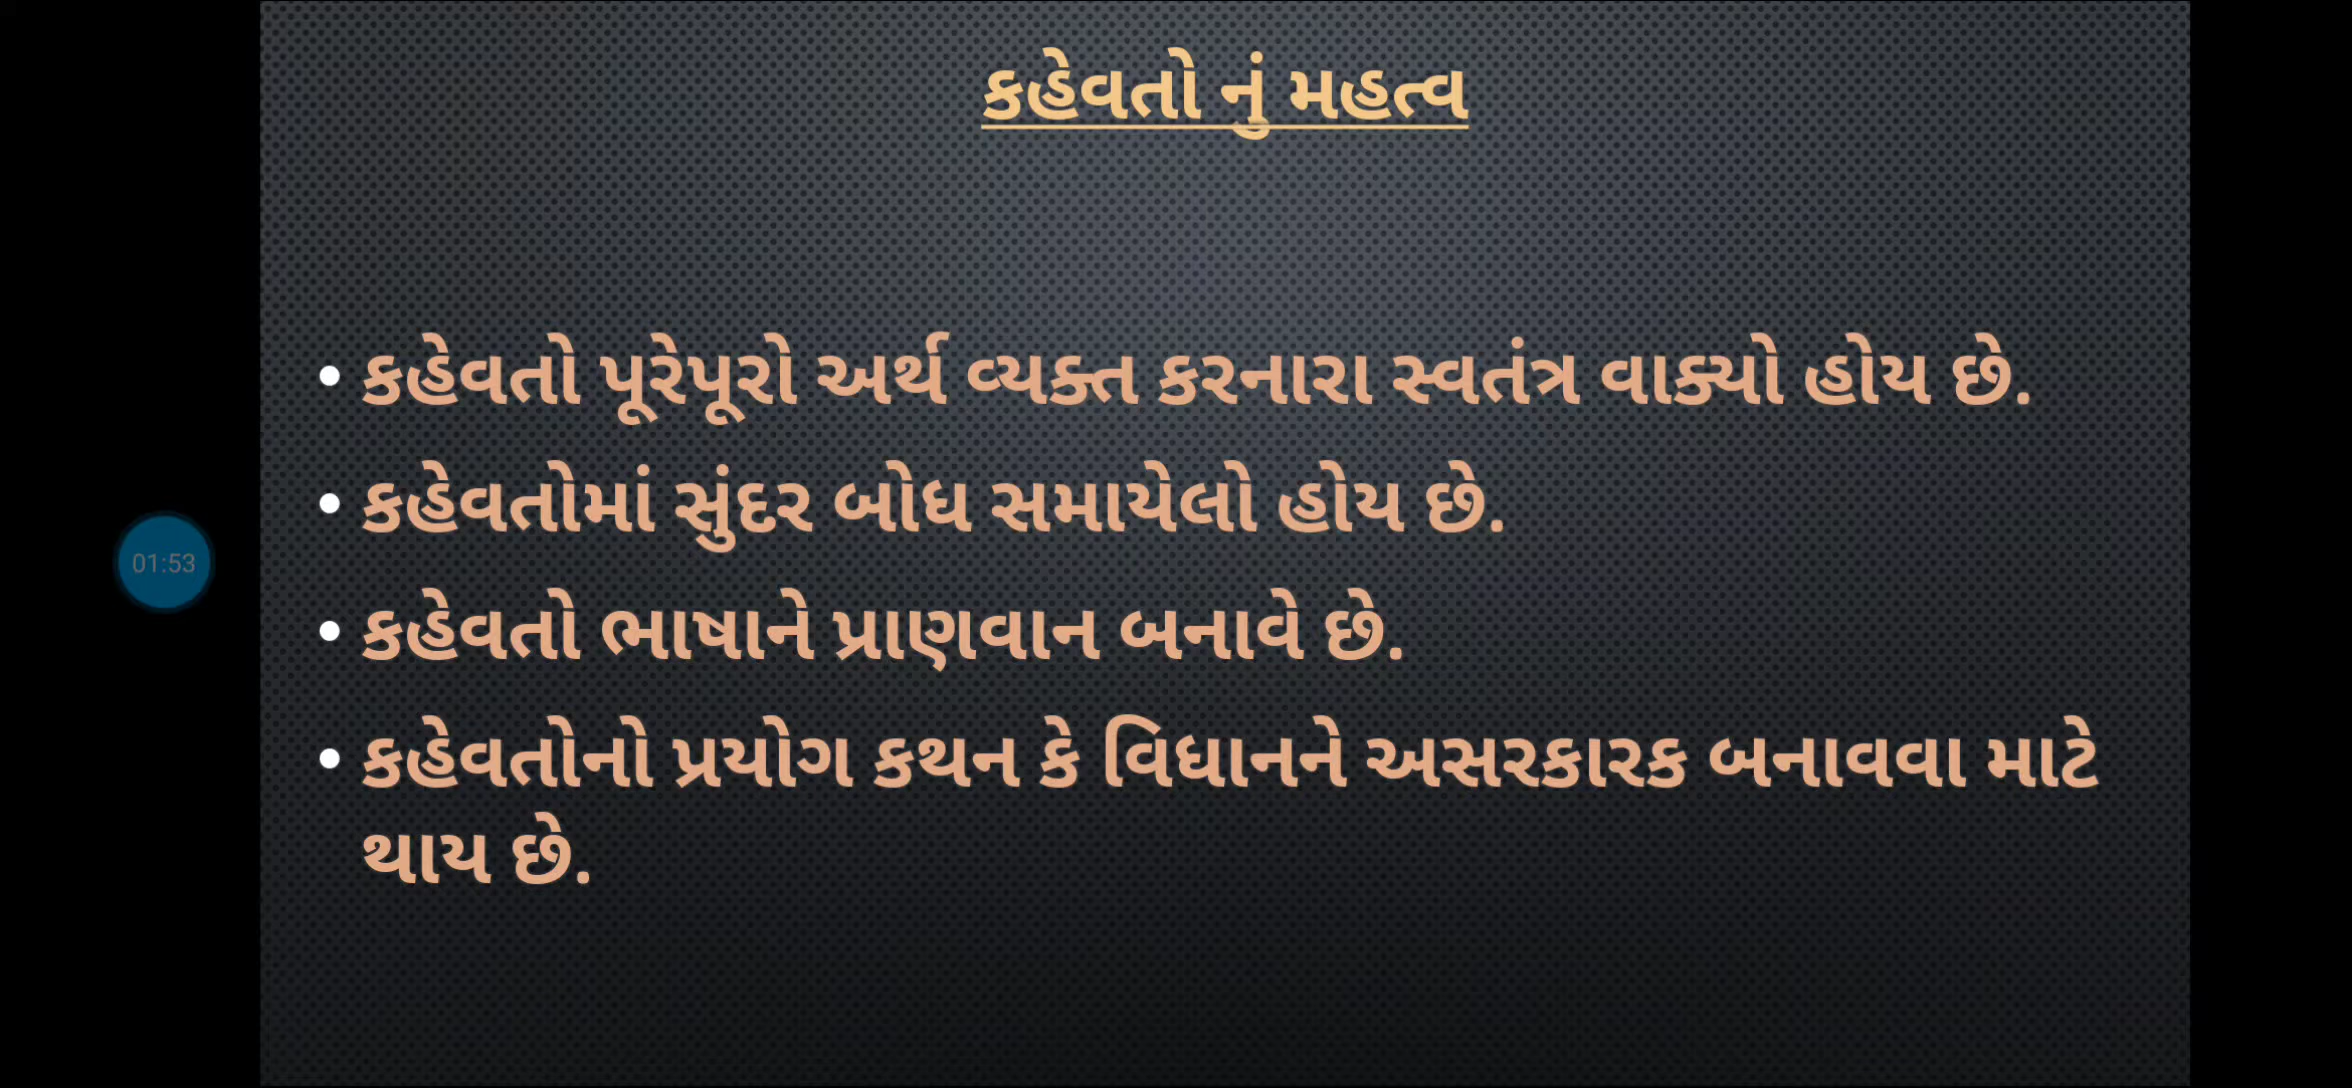 કહેવતો નું મહત્વ
• કહેવતો પૂરેપૂરો અર્થ વ્યક્ત કરનારા સ્વતંત્ર વાક્યો હોય છે.
• કહેવતોમાં સુંદર બોધ સમાયેલો હોય છે.
01:53
• કહેવતો ભાષાને પ્રાણવાન બનાવે છે.
• કહેવતોનો પ્રયોગ કથન કે વિધાનને અસરકારક બનાવવા માટે
થાય છે.